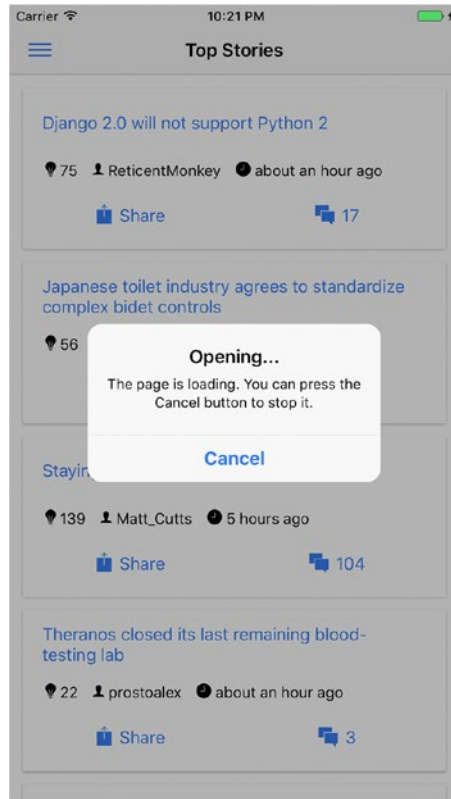 Carrier 10:21 PM
Top Stories
Django 2.0 will not support Python 2
75 ReticentMonkey about an hour ago
Share 17
Japanese toilet industry agrees to standardize
complex bidet controls
56
Opening...
The page is loading. You can press the
Cancel button to stop it.
Cancel
139 Matt_Cutts 5 hours ago
Share 104
Theranos closed its last remaining blood-
testing lab
22 prostoalex about an hour ago
Share 3